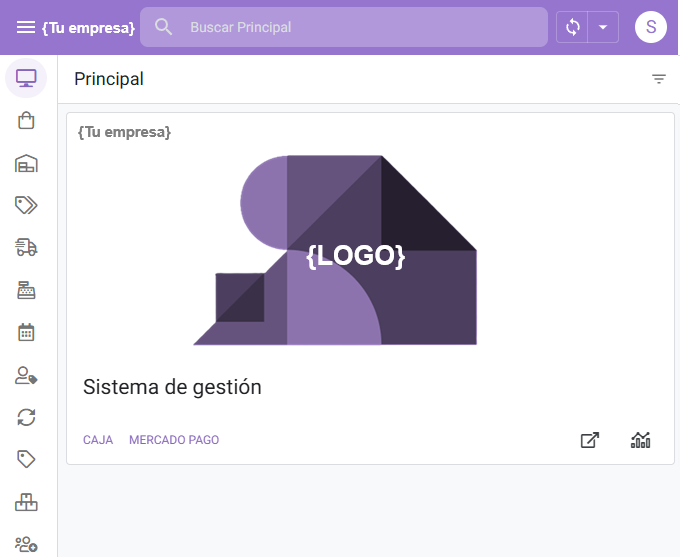 {Tu empresa}
Buscar Principal
S
Principal
{Tu empresa}
{LOGO}
Sistema de gestión
CAJA
MERCADO PAGO